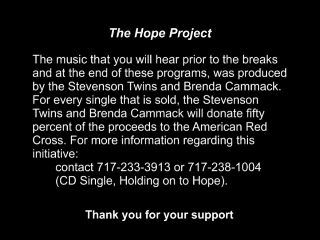 The Hope Project
The music that you will hear prior to the breaks
and at the end of these programs, was produced
by the Stevenson Twins and Brenda Cammack.
For every single that is sold, the Stevenson
Twins and Brenda Cammack will donate fifty
percent of the proceeds to the American Red
Cross. For more information regarding this
initiative:
contact 717-233-3913 or 717-238-1004
(CD Single, Holding on to Hope).
Thank you for your support